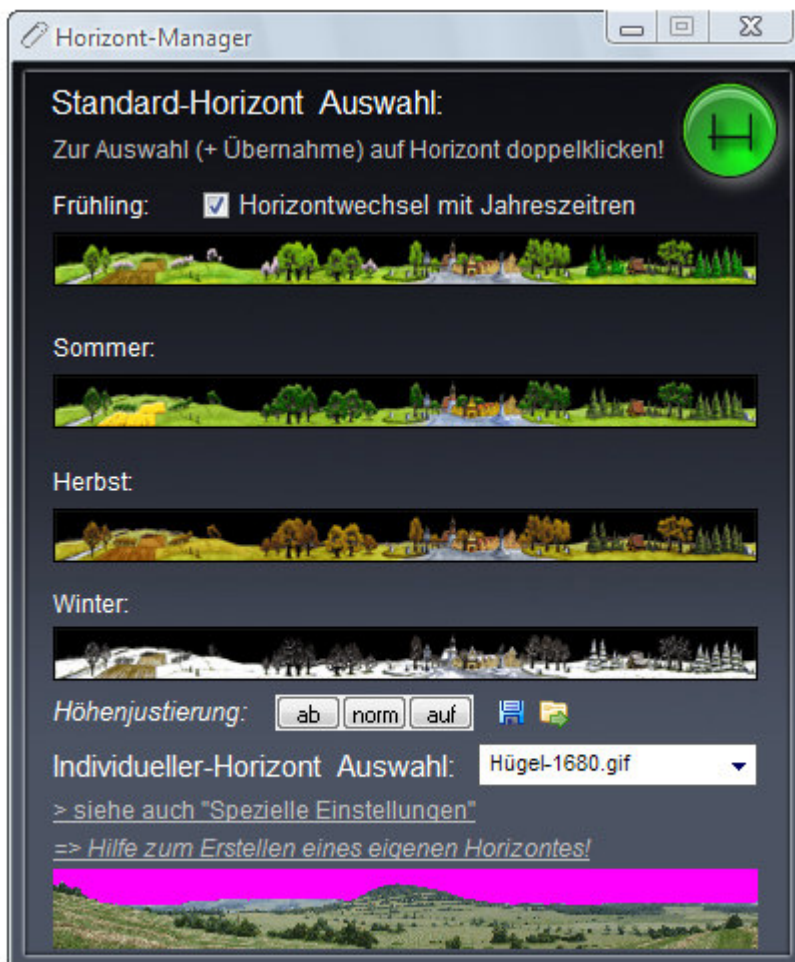 Horizont-Manager
Standard-Horizont Auswahl:
Zur Auswahl (+ Übernahme) auf Horizont doppelklicken!
Frühling: Horizontwechsel mit Jahreszeitren
Sommer:
Herbst:
Winter:
Höhenjustierung: ab norm auf
Individueller-Horizont Auswahl: Hügel-1680.gif
> siehe auch "Spezielle Einstellungen"
=> Hilfe zum Erstellen eines eigenen Horizontes!